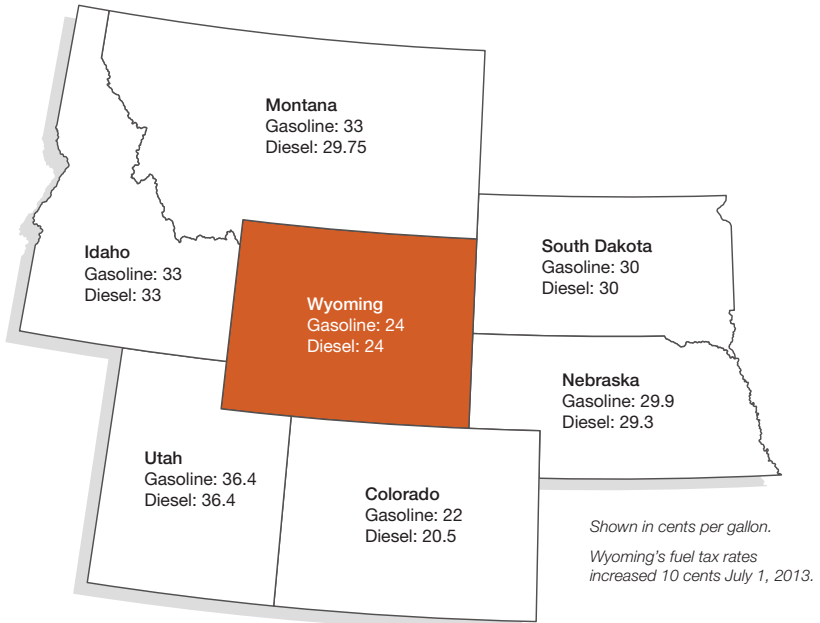 Montana
Gasoline: 33
Diesel: 29.75
Idaho
Gasoline: 33
Diesel: 33
Wyoming
Gasoline: 24
Diesel: 24
South Dakota
Gasoline: 30
Diesel: 30
Nebraska
Gasoline: 29.9
Diesel: 29.3
Utah
Gasoline: 36.4
Diesel: 36.4
Colorado
Gasoline: 22
Diesel: 20.5
Shown in cents per gallon.
Wyoming's fuel tax rates
increased 10 cents July 1, 2013.